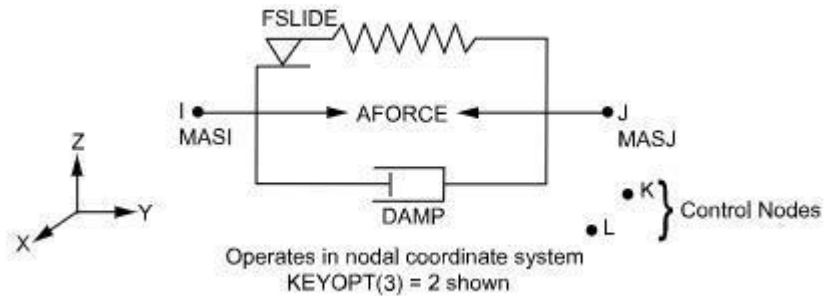 FSLIDE
I
AFORCE
J
MASI
MASJ
Z
Y
X
DAMP
K
L
Control Nodes
Operates in nodal coordinate system
KEYOPT(3) = 2 shown